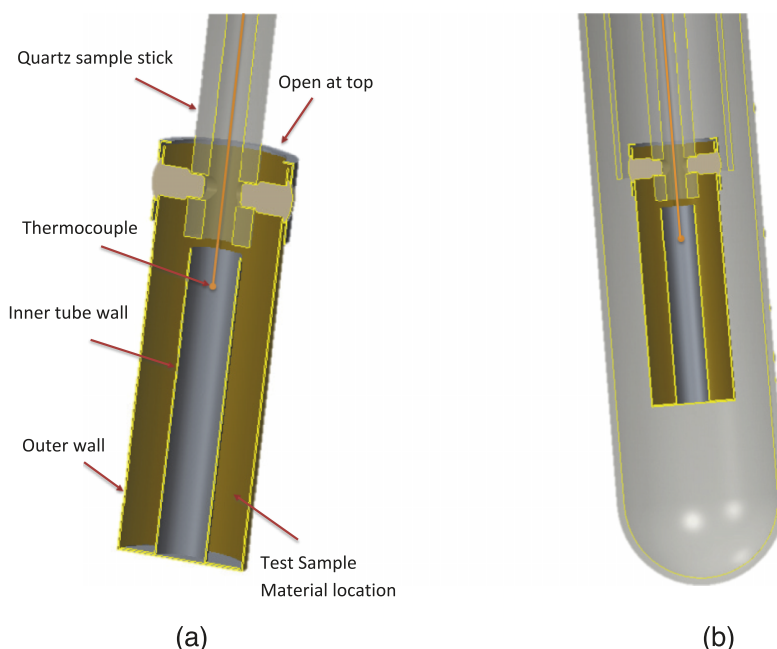 Quartz sample stick
Open at top
Thermocouple
Inner tube wall
Outer wall
Test Sample
Material location
(a)
(b)